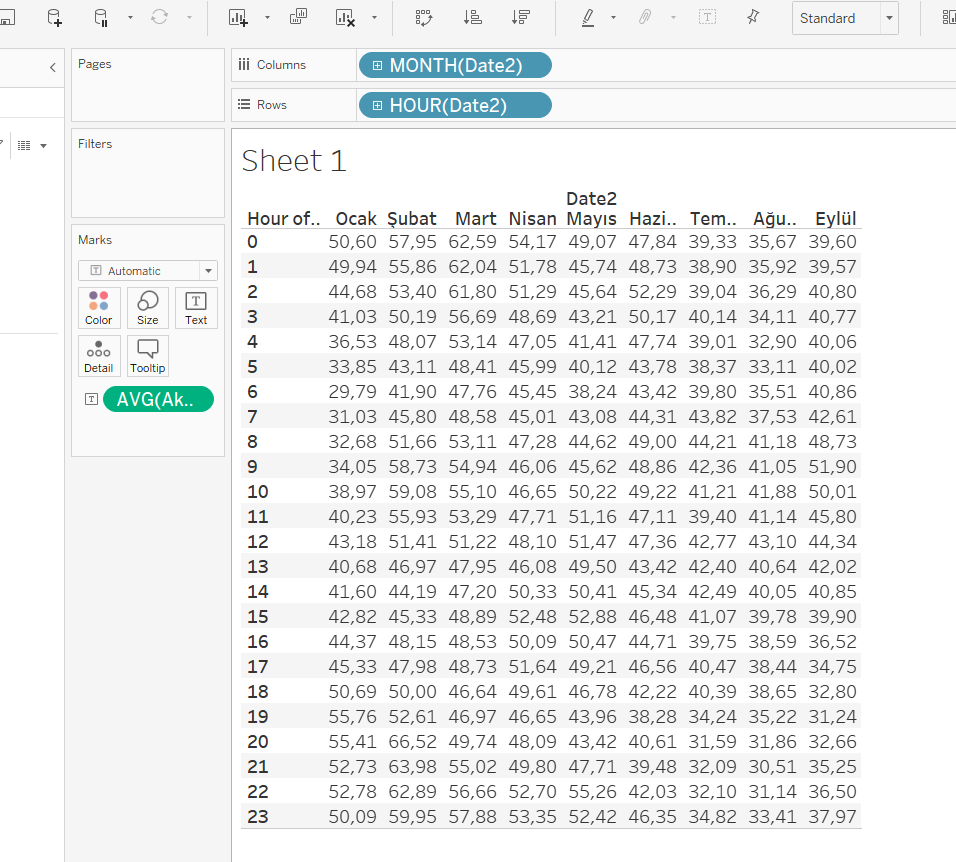 Standard
Pages
Columns
MONTH(Date2)
Rows
HOUR(Date2)
Filters
Marks
Automatic
Color Size Text
Detail Tooltip
AVG(Ak..
Sheet 1
Date2
Hour of.. Ocak Şubat Mart Nisan Mayıs Hazi.. Tem.. Ağu.. Eylül
0 50,60 57,95 62,59 54,17 49,07 47,84 39,33 35,67 39,60
1 49,94 55,86 62,04 51,78 45,74 48,73 38,90 35,92 39,57
2 44,68 53,40 61,80 51,29 45,64 52,29 39,04 36,29 40,80
3 41,03 50,19 56,69 48,69 43,21 50,17 40,14 34,11 40,77
4 36,53 48,07 53,14 47,05 41,41 47,74 39,01 32,90 40,06
5 33,85 43,11 48,41 45,99 40,12 43,78 38,37 33,11 40,02
6 29,79 41,90 47,76 45,45 38,24 43,42 39,80 35,51 40,86
7 31,03 45,80 48,58 45,01 43,08 44,31 43,82 37,53 42,61
8 32,68 51,66 53,11 47,28 44,62 49,00 44,21 41,18 48,73
9 34,05 58,73 54,94 46,06 45,62 48,86 42,36 41,05 51,90
10 38,97 59,08 55,10 46,65 50,22 49,22 41,21 41,88 50,01
11 40,23 55,93 53,29 47,71 51,16 47,11 39,40 41,14 45,80
12 43,18 51,41 51,22 48,10 51,47 47,36 42,77 43,10 44,34
13 40,68 46,97 47,95 46,08 49,50 43,42 42,40 40,64 42,02
14 41,60 44,19 47,20 50,33 50,41 45,34 42,49 40,05 40,85
15 42,82 45,33 48,89 52,48 52,88 46,48 41,07 39,78 39,90
16 44,37 48,15 48,53 50,09 50,47 44,71 39,75 38,59 36,52
17 45,33 47,98 48,73 51,64 49,21 46,56 40,47 38,44 34,75
18 50,69 50,00 46,64 49,61 46,78 42,22 40,39 38,65 32,80
19 55,76 52,61 46,97 46,65 43,96 38,28 34,24 35,22 31,24
20 55,41 66,52 49,74 48,09 43,42 40,61 31,59 31,86 32,66
21 52,73 63,98 55,02 49,80 47,71 39,48 32,09 30,51 35,25
22 52,78 62,89 56,66 52,70 55,26 42,03 32,10 31,14 36,50
23 50,09 59,95 57,88 53,35 52,42 46,35 34,82 33,41 37,97